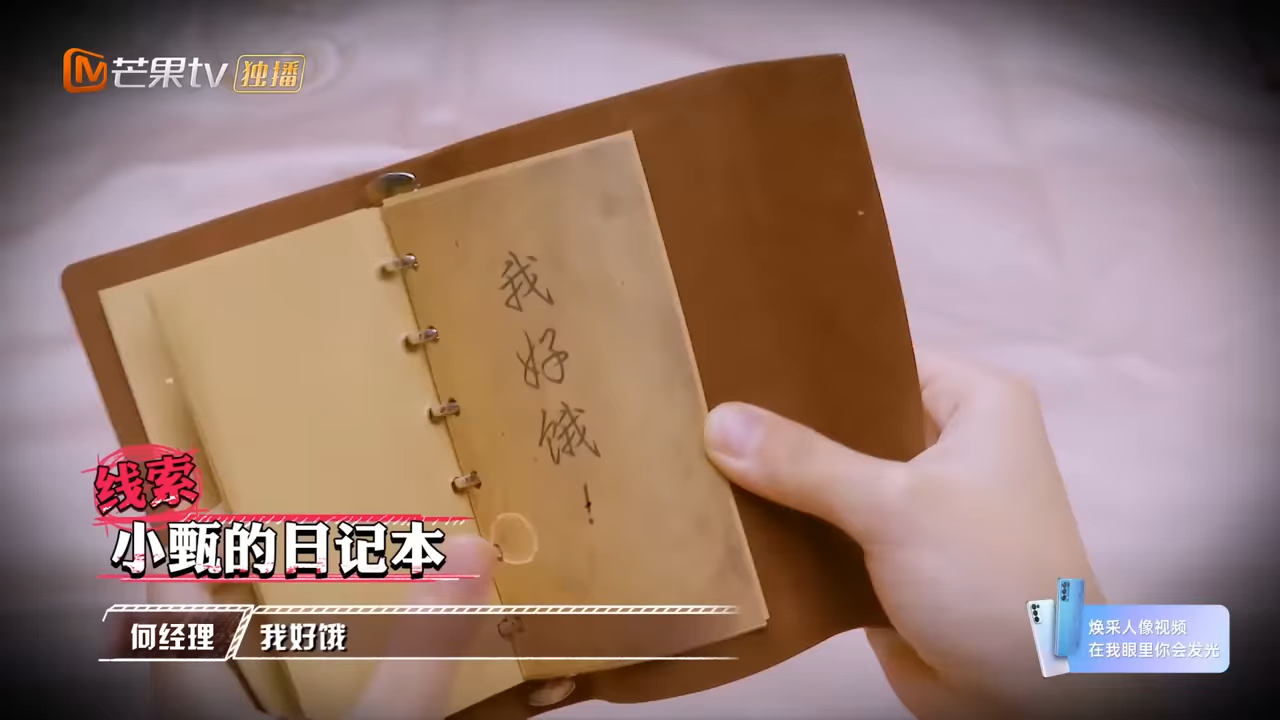 芒果tv 独播
我好饿!
线索
小甄的日记本
何经理 我好饿
焕采人像视频
在我眼里你会发光